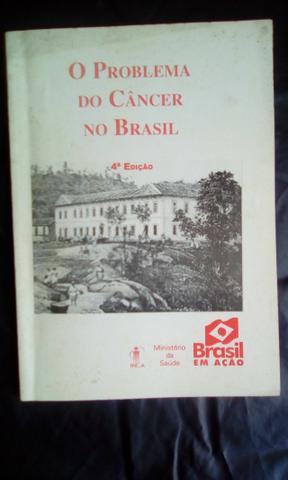 O PROBLEMA
DO CÂNCER
NO BRASIL
4ª EDIÇÃO
INCA
Ministério
da
Saúde
Brasil
EM AÇÃO